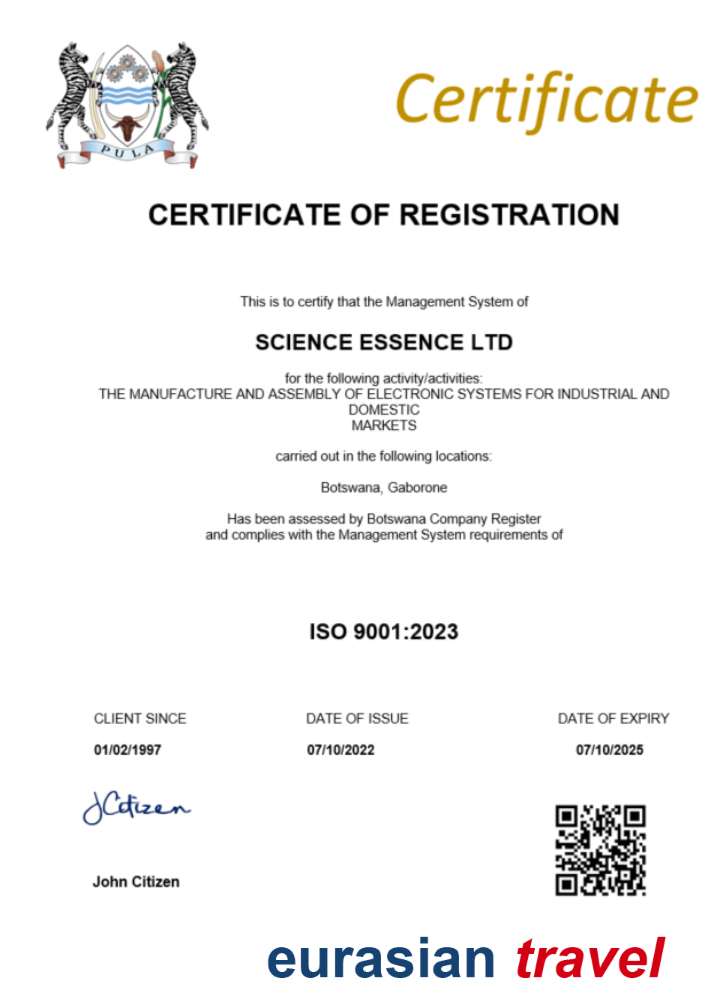 Certificate
PULA
CERTIFICATE OF REGISTRATION
This is to certify that the Management System of
SCIENCE ESSENCE LTD
for the following activity/activities:
THE MANUFACTURE AND ASSEMBLY OF ELECTRONIC SYSTEMS FOR INDUSTRIAL AND
DOMESTIC
MARKETS
carried out in the following locations:
Botswana, Gaborone
Has been assessed by Botswana Company Register
and complies with the Management System requirements of
ISO 9001:2023
CLIENT SINCE DATE OF ISSUE DATE OF EXPIRY
01/02/1997 07/10/2022 07/10/2025
JCitizen
John Citizen
eurasian travel